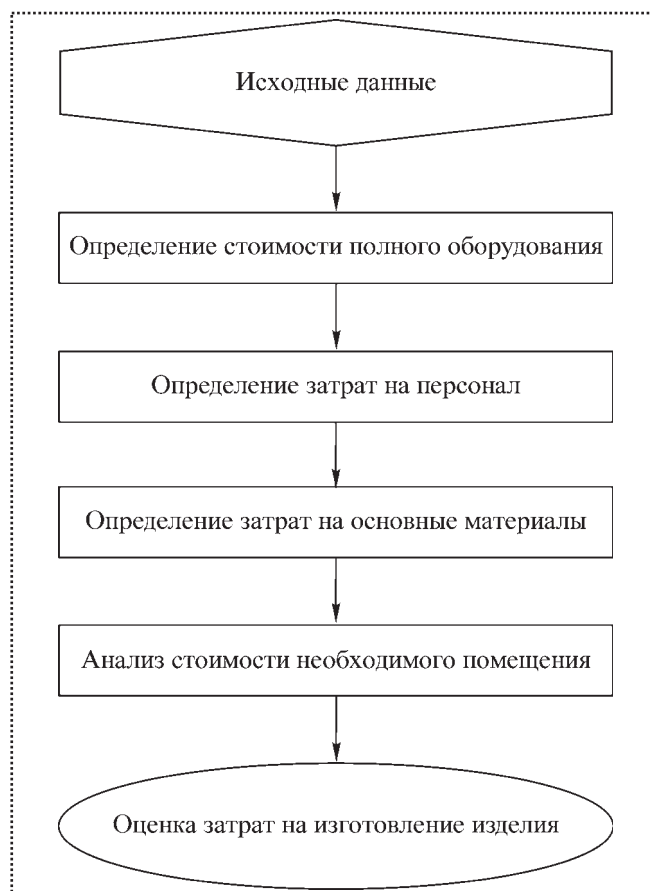 Исходные данные
Определение стоимости полного оборудования
Определение затрат на персонал
Определение затрат на основные материалы
Анализ стоимости необходимого помещения
Оценка затрат на изготовление изделия